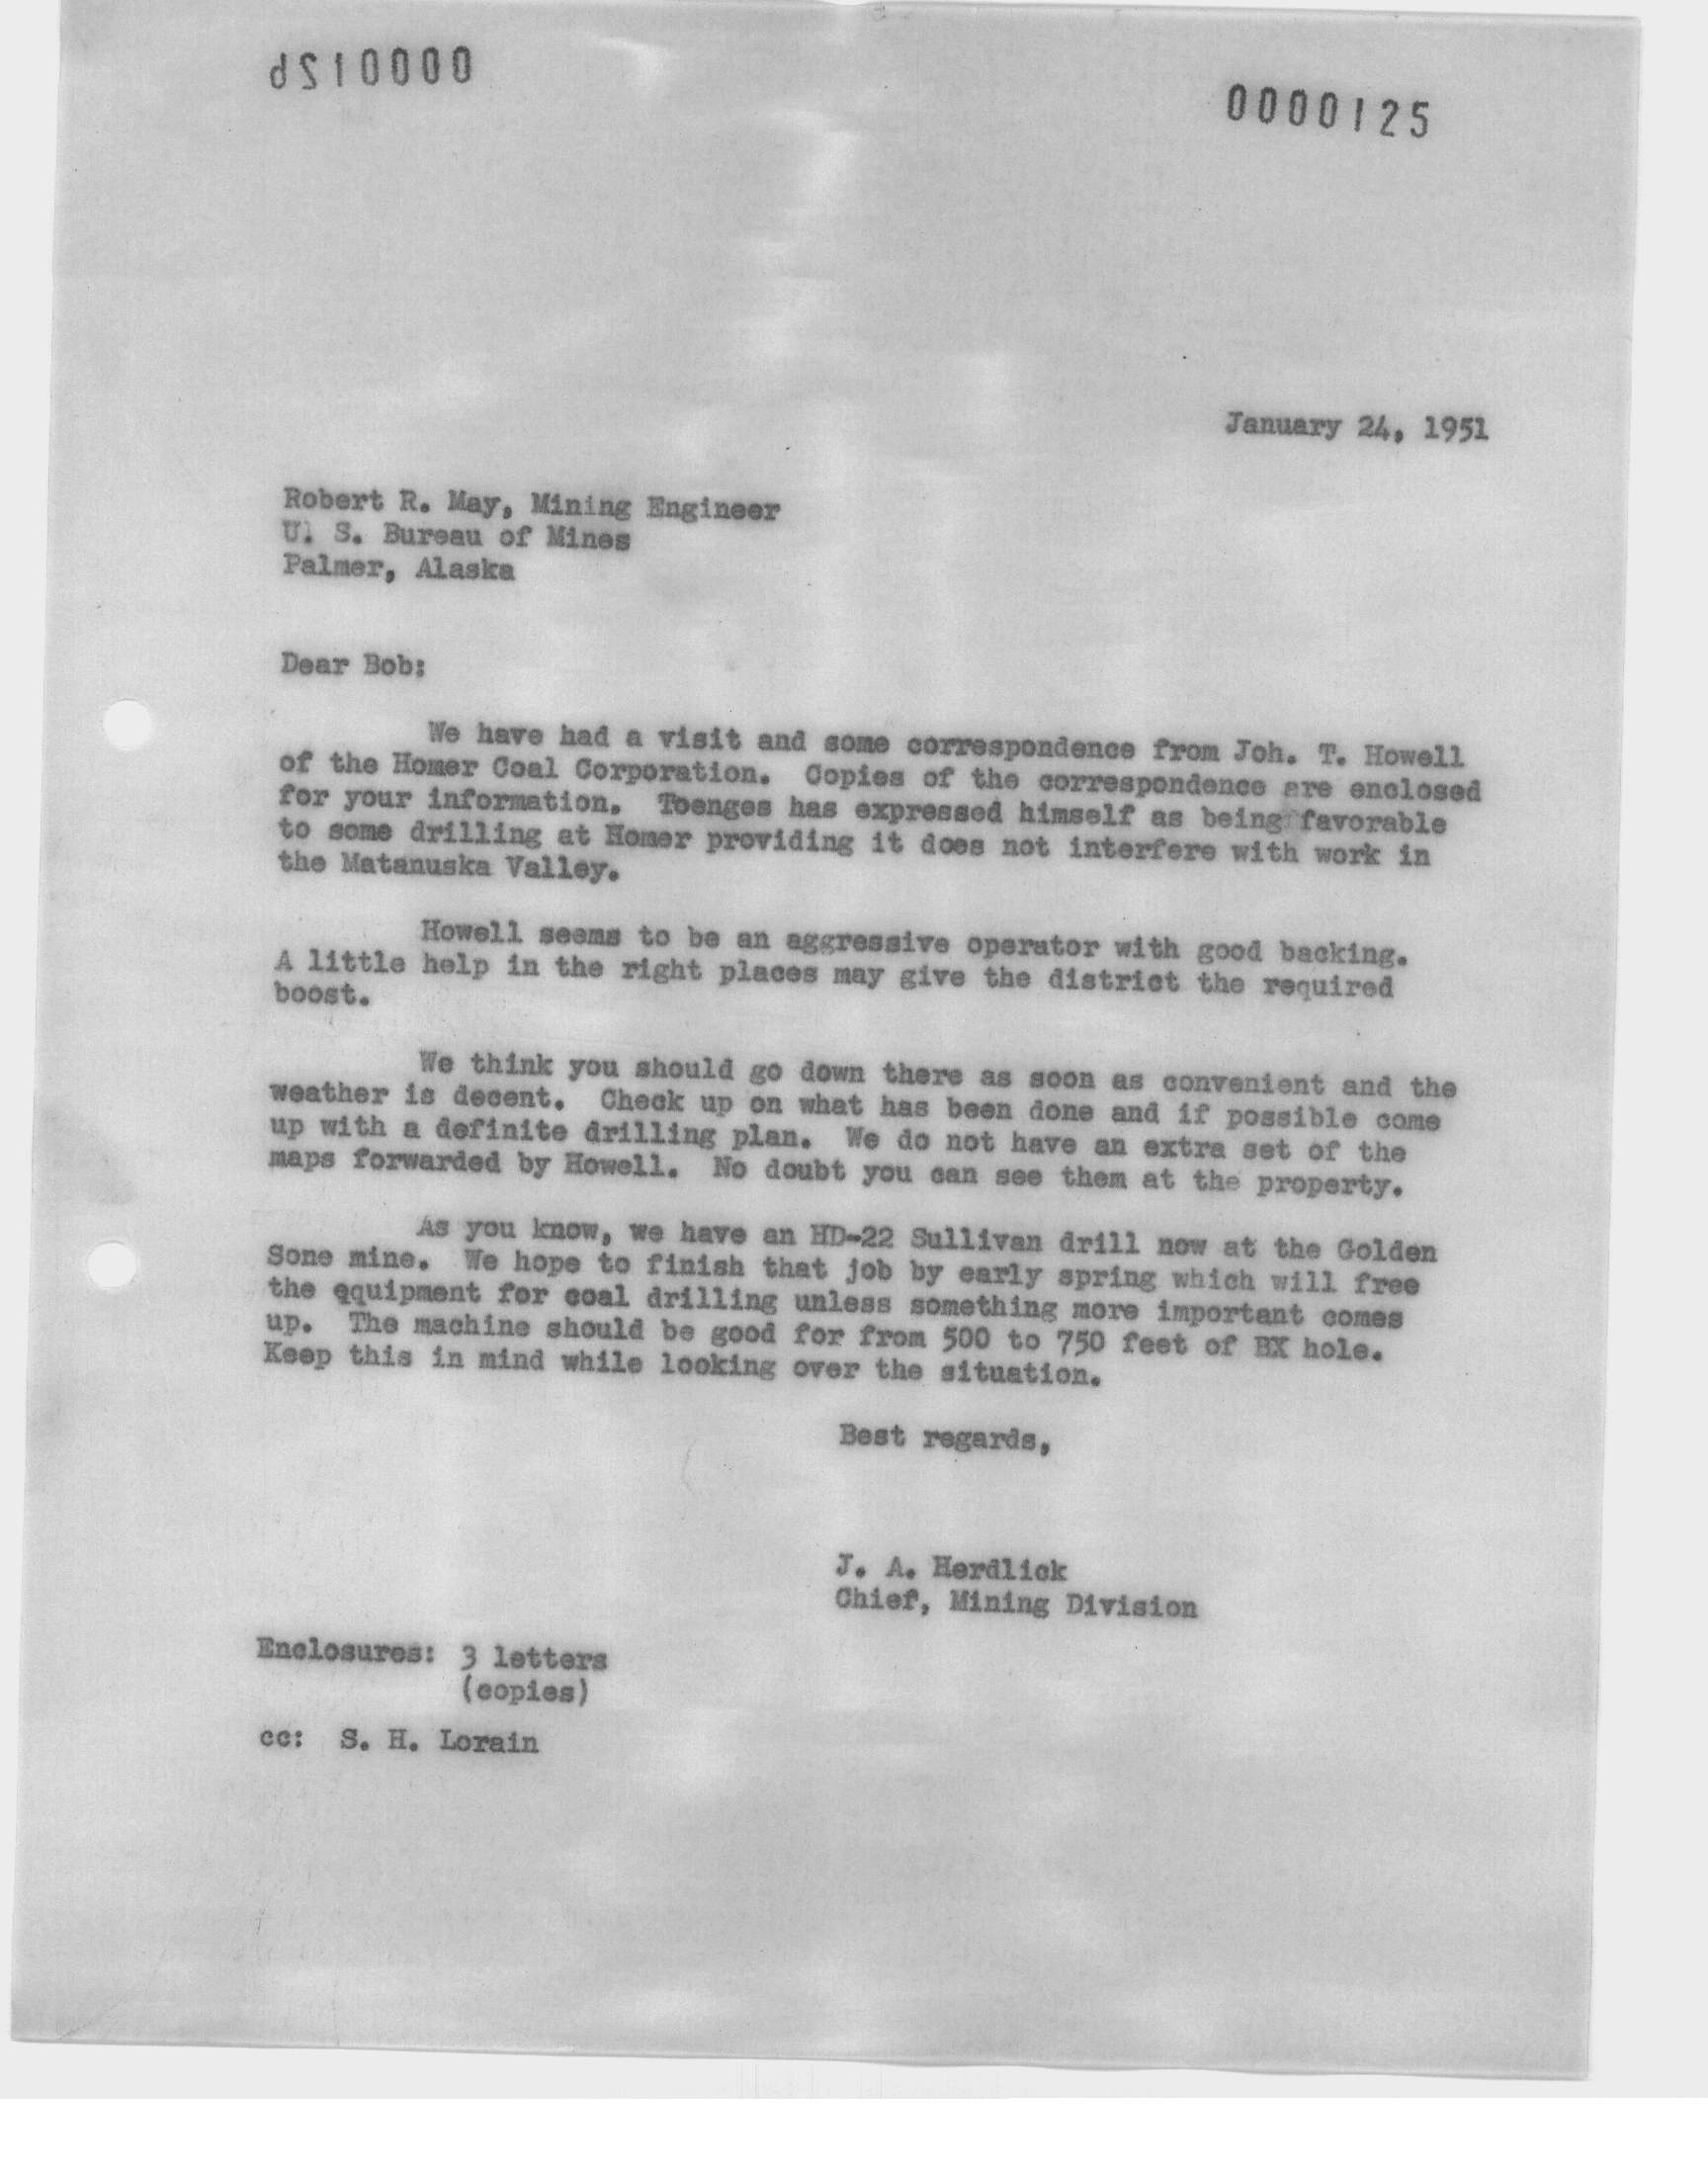 0000125
January 24, 1951
Robert R. May, Mining Engineer
U. S. Bureau of Mines
Palmer, Alaska
Dear Bob:
We have had a visit and some correspondence from Joh. T. Howell
of the Homer Coal Corporation. Copies of the correspondence are enclosed
for your information. Toenges has expressed himself as being favorable
to some drilling at Homer providing it does not interfere with work in
the Matanuska Valley.
Howell seems to be an aggressive operator with good backing.
A little help in the right places may give the district the required
boost.
We think you should go down there as soon as convenient and the
weather is decent. Check up on what has been done and if possible come
up with a definite drilling plan. We do not have an extra set of the
maps forwarded by Howell. No doubt you can see them at the property.
As you know, we have an HD-22 Sullivan drill now at the Golden
Sone mine. We hope to finish that job by early spring which will free
the equipment for coal drilling unless something more important comes
up. The machine should be good for from 500 to 750 feet of BX hole.
Keep this in mind while looking over the situation.
Best regards,
J. A. Herdlick
Chief, Mining Division
Enclosures: 3 letters
(copies)
cc: S. H. Lorain